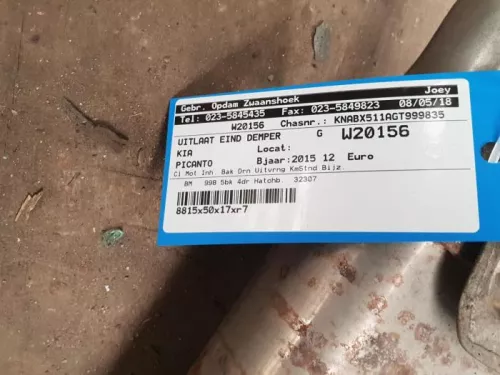 Gebr. Opdam Zwaanshoek Joey
Tel: 023-5845435 Fax: 023-5849823 08/05/18
W20156 Chasnr.: KNABX511AGT999835
UITLAAT EIND DEMPER G W20156
KIA Locat:
PICANTO Bjaar:2015 12 Euro
Cl Mot Inh. Bak Drn Uitvrng KmStnd Bijz.
BM 998 5bk 4dr Hatchb. 32307
8815x50x17xr7